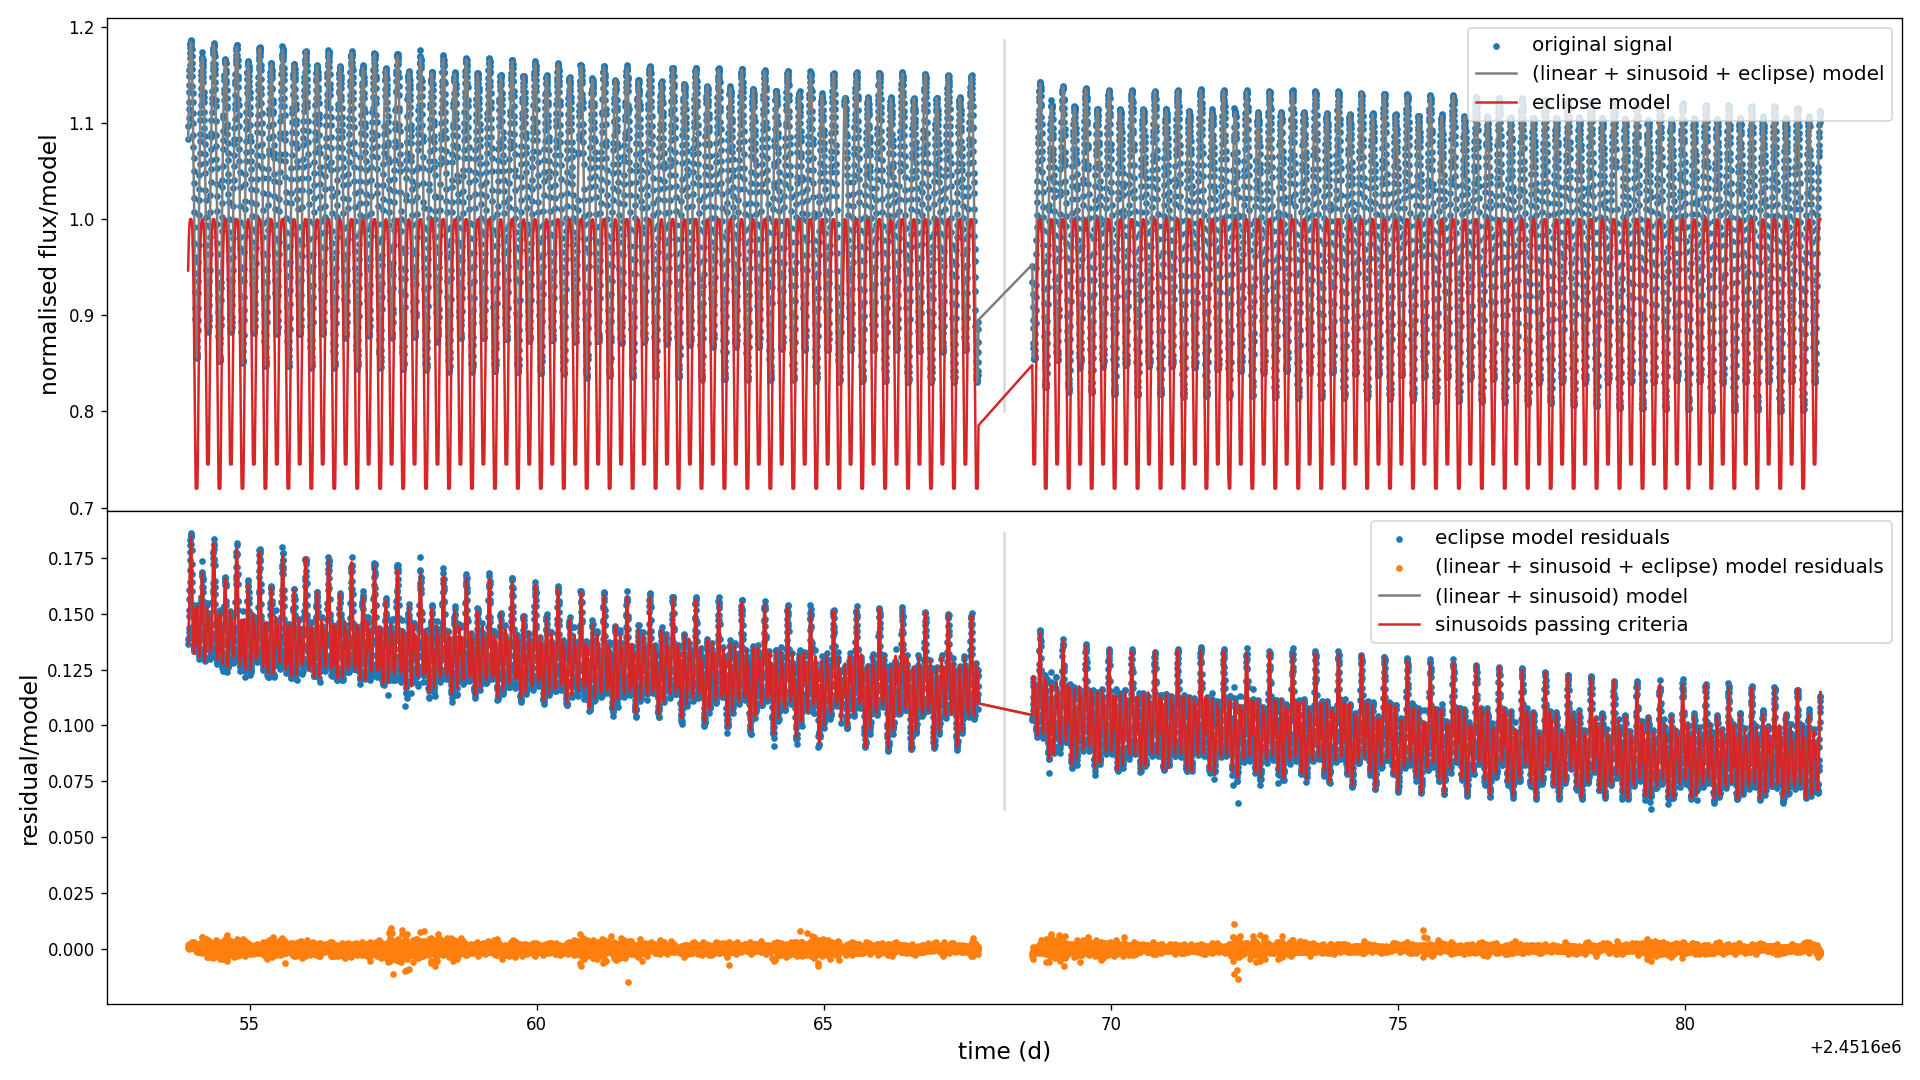 1.2
1.1
1.0
0.9
0.8
0.7
normalised flux/model
original signal
(linear + sinusoid + eclipse) model
eclipse model
0.175
0.150
0.125
0.100
0.075
0.050
0.025
0.000
residual/model
eclipse model residuals
(linear + sinusoid + eclipse) model residuals
(linear + sinusoid) model
sinusoids passing criteria
55
60
65
70
75
80
time (d)
+2.4516e6